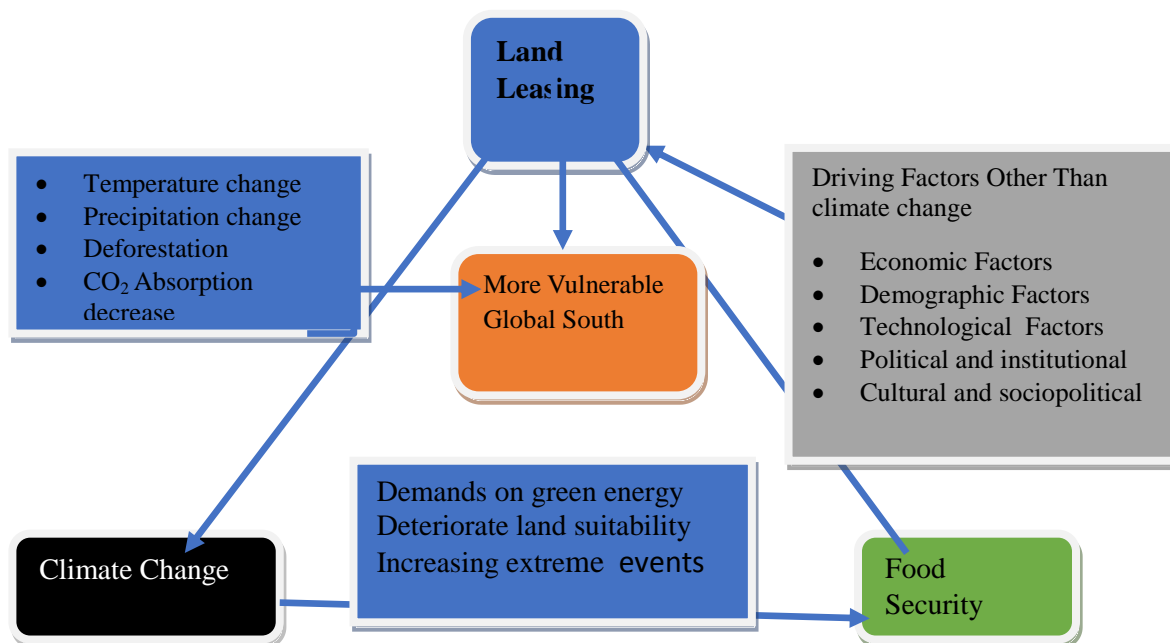 Land
Leasing
• Temperature change
• Precipitation change
• Deforestation
• CO₂ Absorption
decrease
More Vulnerable
Global South
Driving Factors Other Than
climate change
• Economic Factors
• Demographic Factors
• Technological Factors
• Political and institutional
• Cultural and sociopolitical
Demands on green energy
Deteriorate land suitability
Increasing extreme events
Climate Change
Food
Security